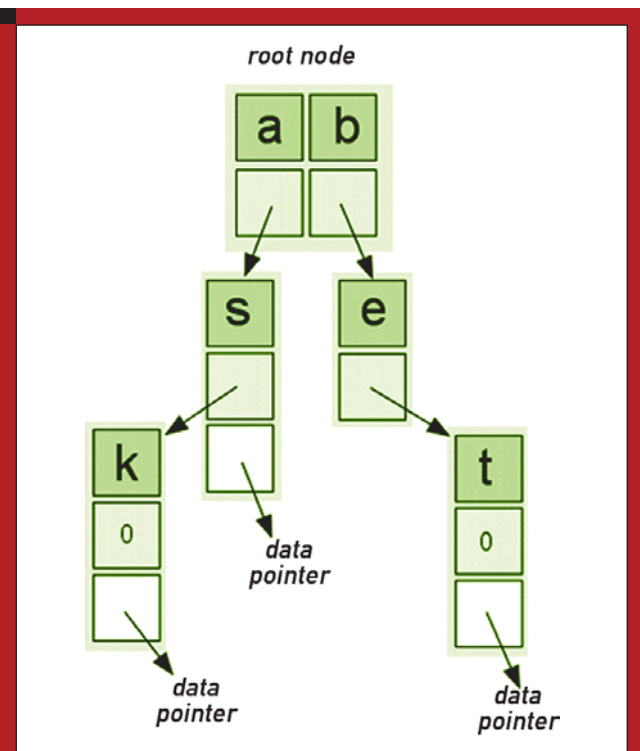 root node
a b
s e
k
0
t
0
data
pointer
data
pointer
data
pointer